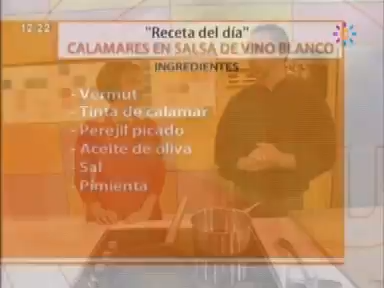 12:22
"Receta del día"
CALAMARES EN SALSA DE VINO BLANCO
INGREDIENTES
- Vermut
- Tinta de calamar
- Perejil picado
- Aceite de oliva
- Sal
- Pimienta